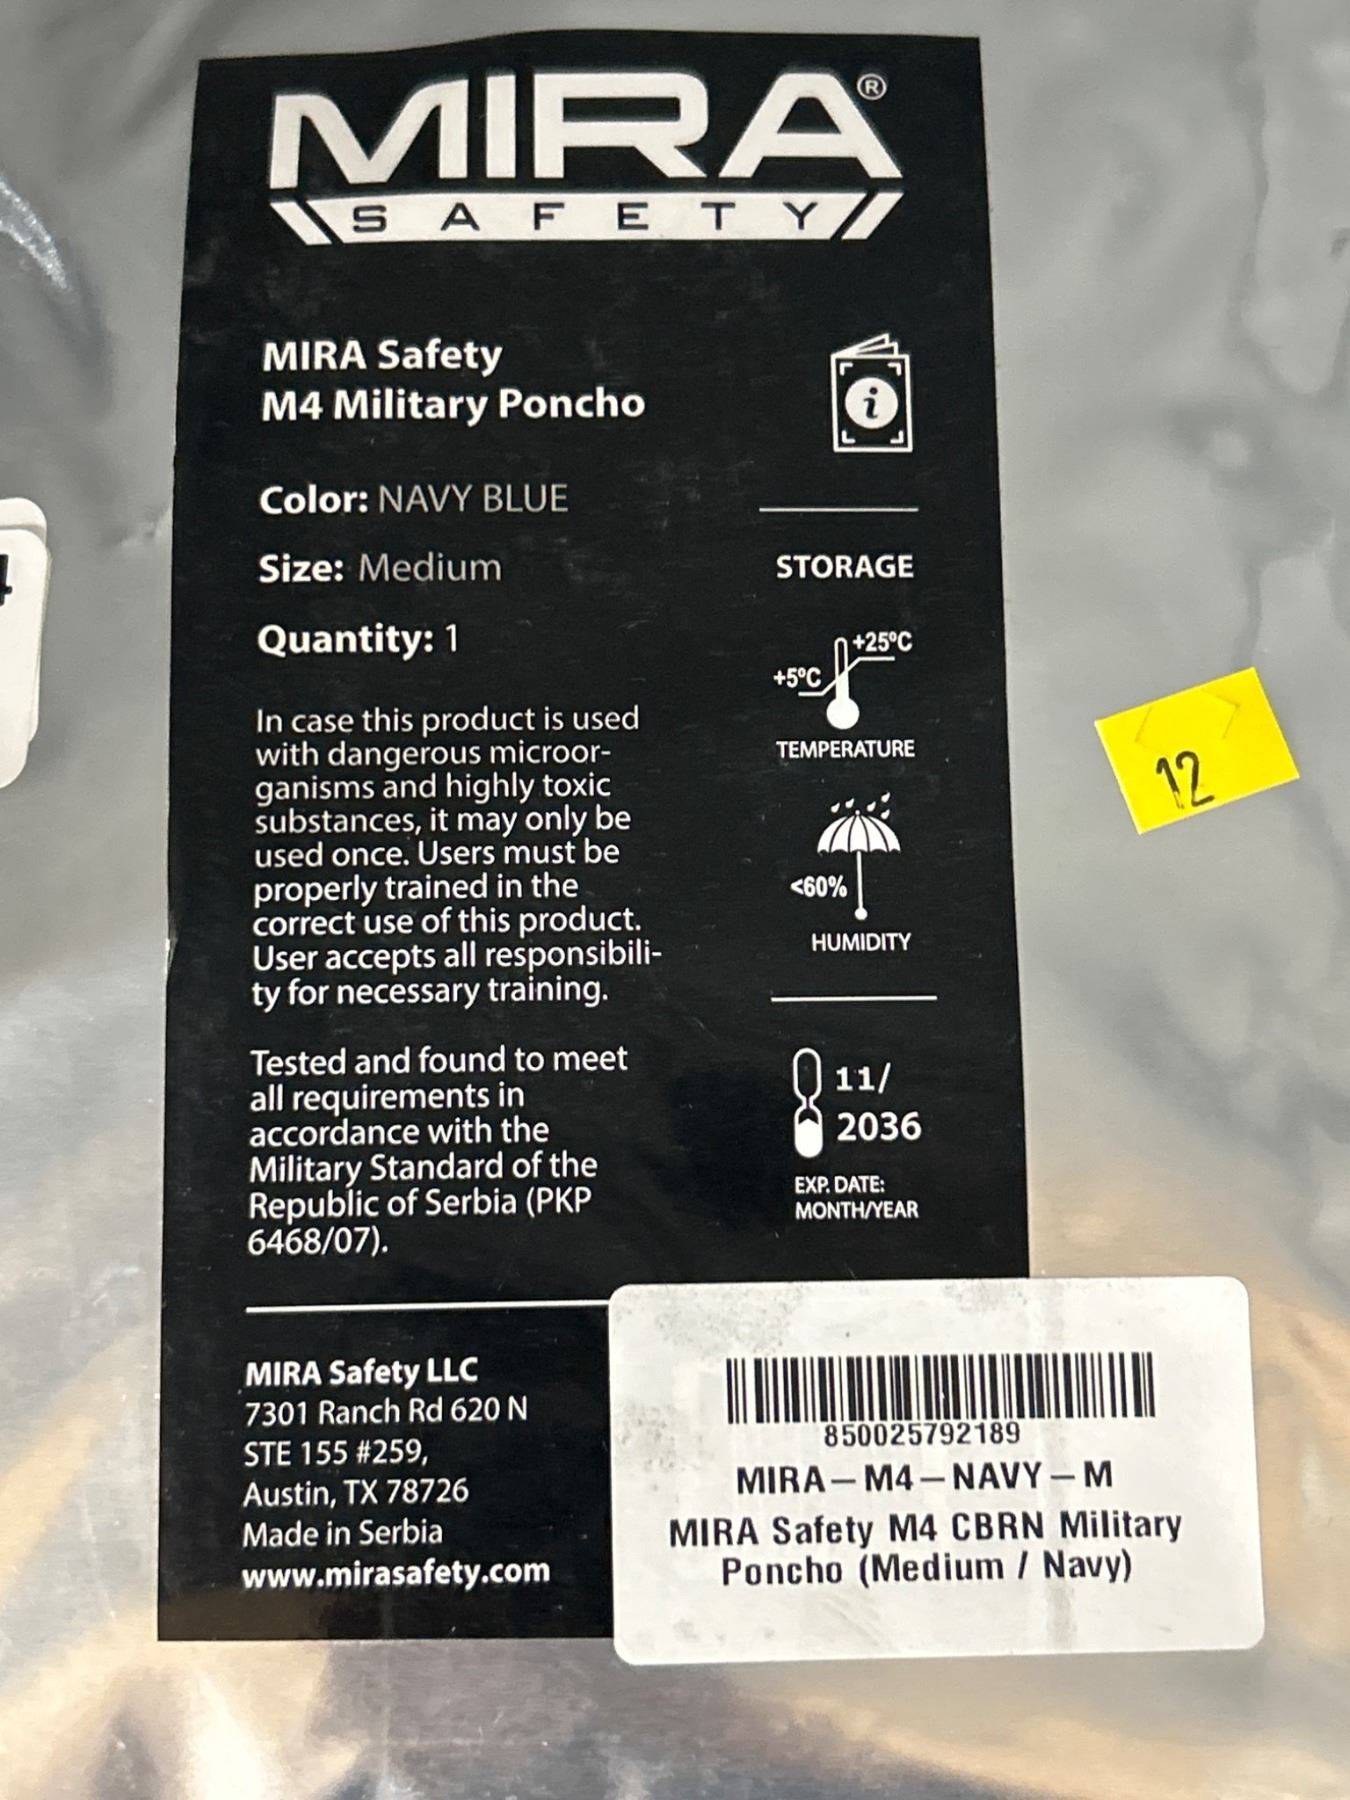 MIRA®
SAFETY
MIRA Safety
M4 Military Poncho
Color: NAVY BLUE
Size: Medium
Quantity: 1
In case this product is used
with dangerous microor-
ganisms and highly toxic
substances, it may only be
used once. Users must be
properly trained in the
correct use of this product.
User accepts all responsibili-
ty for necessary training.
Tested and found to meet
all requirements in
accordance with the
Military Standard of the
Republic of Serbia (PKP
6468/07).
i
STORAGE
+25ºC
+5ºC
TEMPERATURE
<60%
HUMIDITY
11/
2036
EXP. DATE:
MONTH/YEAR
MIRA Safety LLC
7301 Ranch Rd 620 N
STE 155 #259,
Austin, TX 78726
Made in Serbia
www.mirasafety.com
850025792189
MIRA-M4-NAVY-M
MIRA Safety M4 CBRN Military
Poncho (Medium / Navy)
12